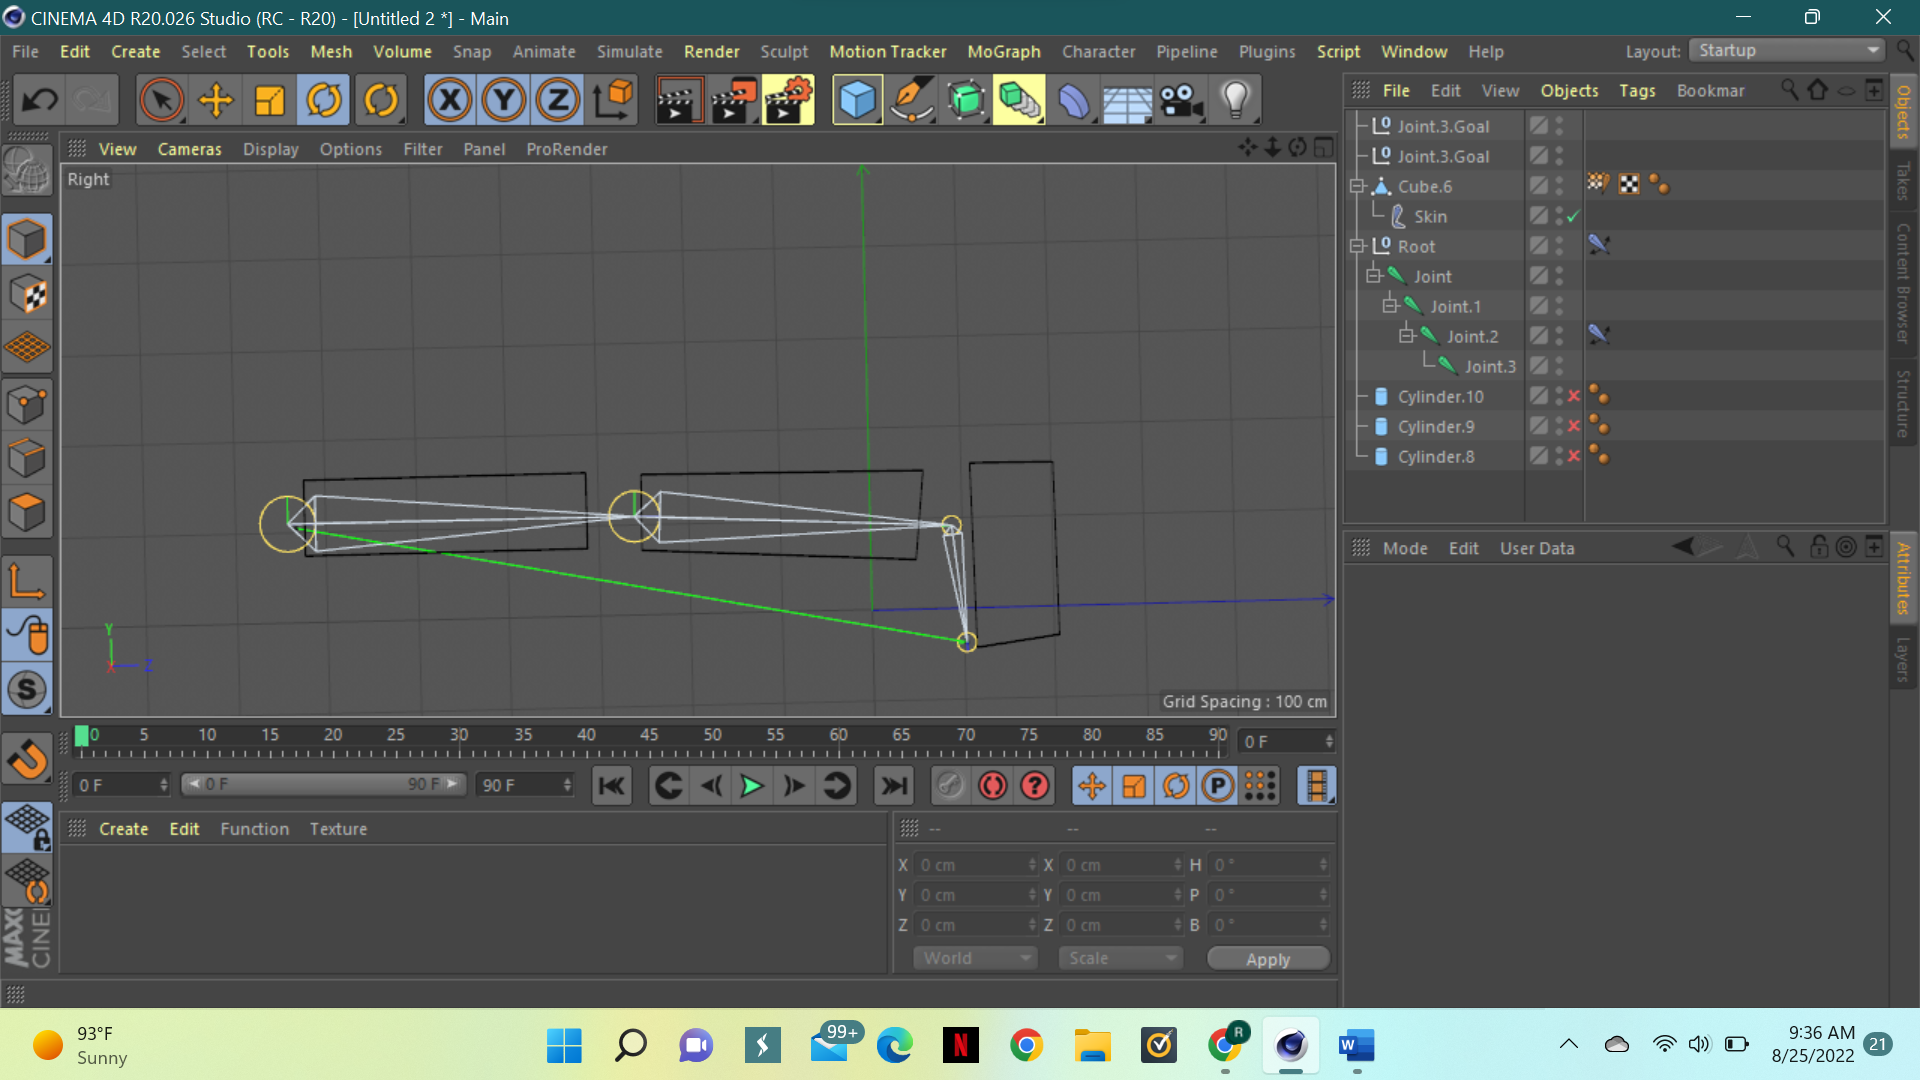 CINEMA 4D R20.026 Studio (RC - R20) - [Untitled 2 *] - Main
File Edit Create Select Tools Mesh Volume Snap Animate Simulate Render Sculpt Motion Tracker MoGraph Character Pipeline Plugins Script Window Help Layout: Startup
X Y Z
File Edit View Objects Tags Bookmar
View Cameras Display Options Filter Panel ProRender
Right
Joint.3.Goal
Joint.3.Goal
Cube.6
Skin
Root
Joint
Joint.1
Joint.2
Joint.3
Cylinder.10
Cylinder.9
Cylinder.8
Objects
Takes
Content Browser
Structure
Mode Edit User Data
Attributes
Layers
Y
X Z
Grid Spacing : 100 cm
S
0 5 10 15 20 25 30 35 40 45 50 55 60 65 70 75 80 85 90 0 F
0 F 0 F 90 F 90 F ? P
Create Edit Function Texture
-- -- --
X 0 cm X 0 cm H 0 °
Y 0 cm Y 0 cm P 0 °
Z 0 cm Z 0 cm B 0 °
World Scale Apply
MAXO
CINE
93°F
Sunny
99+
N
R
W
9:36 AM
8/25/2022
21